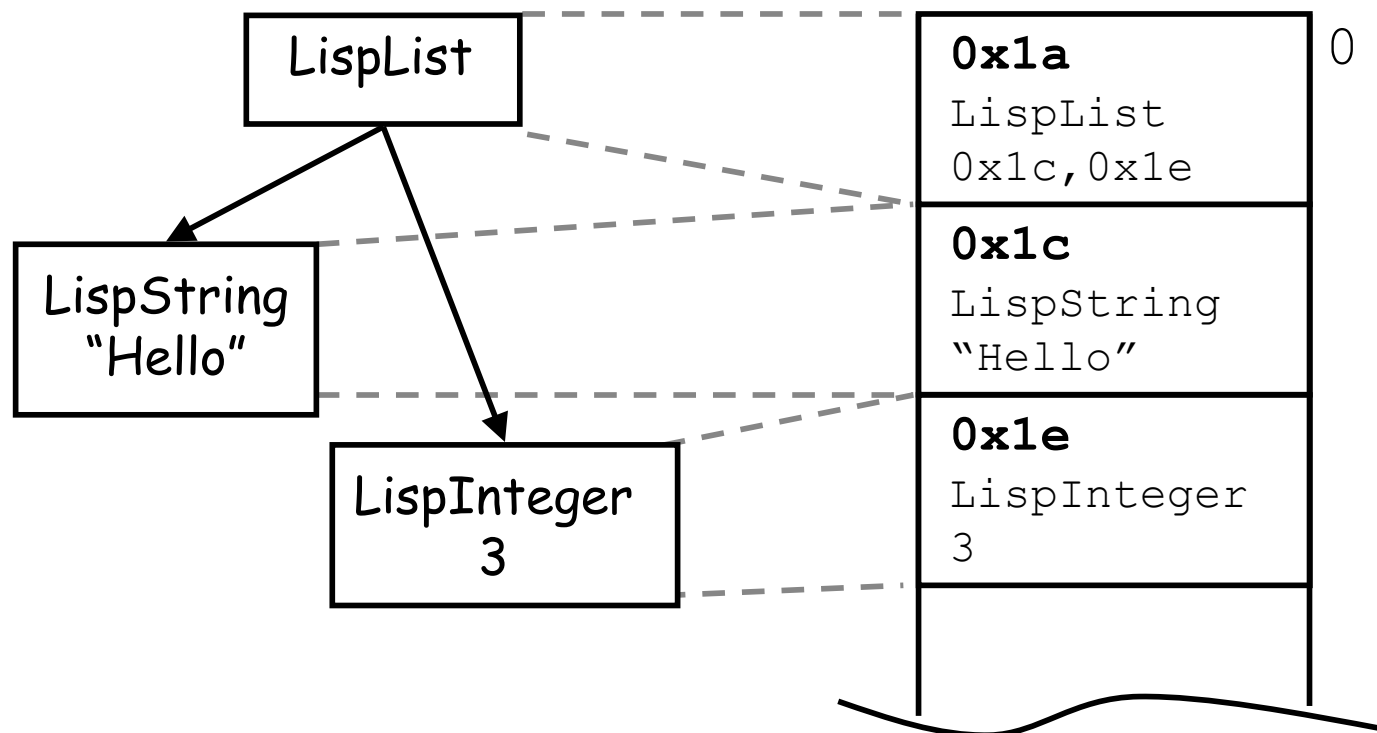 LispList
LispString
“Hello”
LispInteger
3
0x1a
LispList
0x1c,0x1e
0
0x1c
LispString
“Hello”
0x1e
LispInteger
3